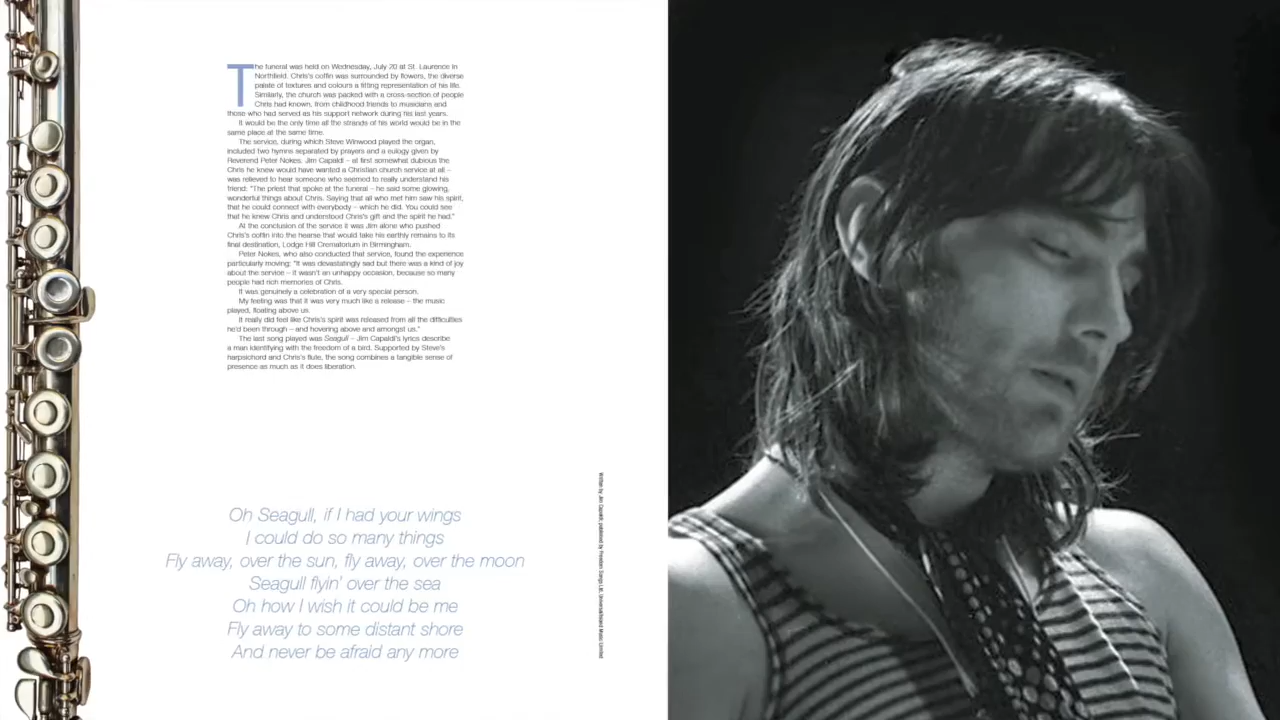 The funeral was held on Wednesday, July 20 at St. Laurence in
Northfield. Chris's coffin was surrounded by flowers, the diverse
palate of textures and colours a fitting representation of his life.
Similarly, the church was packed with a cross-section of people
Chris had known, from childhood friends to musicians and
those who had served as his support network during his last years.
It would be the only time all the strands of his world would be in the
same place at the same time.
The service, during which Steve Winwood played the organ,
included two hymns separated by prayers and a eulogy given by
Reverend Peter Nokes. Jim Capaldi – at first somewhat dubious the
Chris he knew would have wanted a Christian church service at all –
was relieved to hear someone who seemed to really understand his
friend: "The priest that spoke at the funeral – he said some glowing,
wonderful things about Chris. Saying that all who met him saw his spirit,
that he could connect with everybody – which he did. You could see
that he knew Chris and understood Chris's gift and the spirit he had."
At the conclusion of the service it was Jim alone who pushed
Chris's coffin into the hearse that would take his earthly remains to its
final destination, Lodge Hill Crematorium in Birmingham.
Peter Nokes, who also conducted that service, found the experience
particularly moving: "It was devastatingly sad but there was a kind of joy
about the service – it wasn't an unhappy occasion, because so many
people had rich memories of Chris.
It was genuinely a celebration of a very special person.
My feeling was that it was very much like a release – the music
played, floating above us.
It really did feel like Chris's spirit was released from all the difficulties
he'd been through – and hovering above and amongst us."
The last song played was Seagull – Jim Capaldi's lyrics describe
a man identifying with the freedom of a bird. Supported by Steve's
harpsichord and Chris's flute, the song combines a tangible sense of
presence as much as it does liberation.
Oh Seagull, if I had your wings
I could do so many things
Fly away, over the sun, fly away, over the moon
Seagull flyin' over the sea
Oh how I wish it could be me
Fly away to some distant shore
And never be afraid any more
Written by Jim Capaldi, published by Freedom Songs Ltd, Universal/Island Music Limited